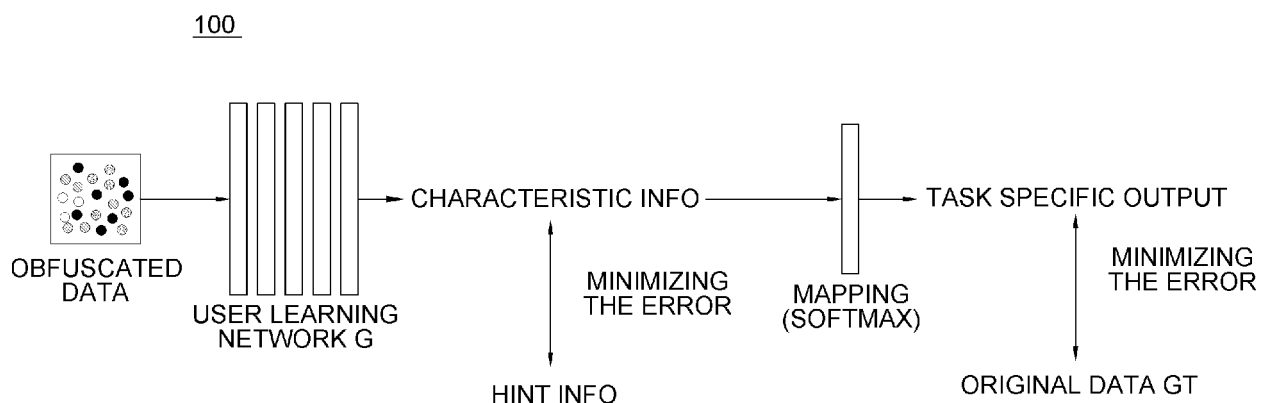 100
OBFUSCATED
DATA
USER LEARNING
NETWORK G
CHARACTERISTIC INFO
MINIMIZING
THE ERROR
HINT INFO
MAPPING
(SOFTMAX)
TASK SPECIFIC OUTPUT
MINIMIZING
THE ERROR
ORIGINAL DATA GT